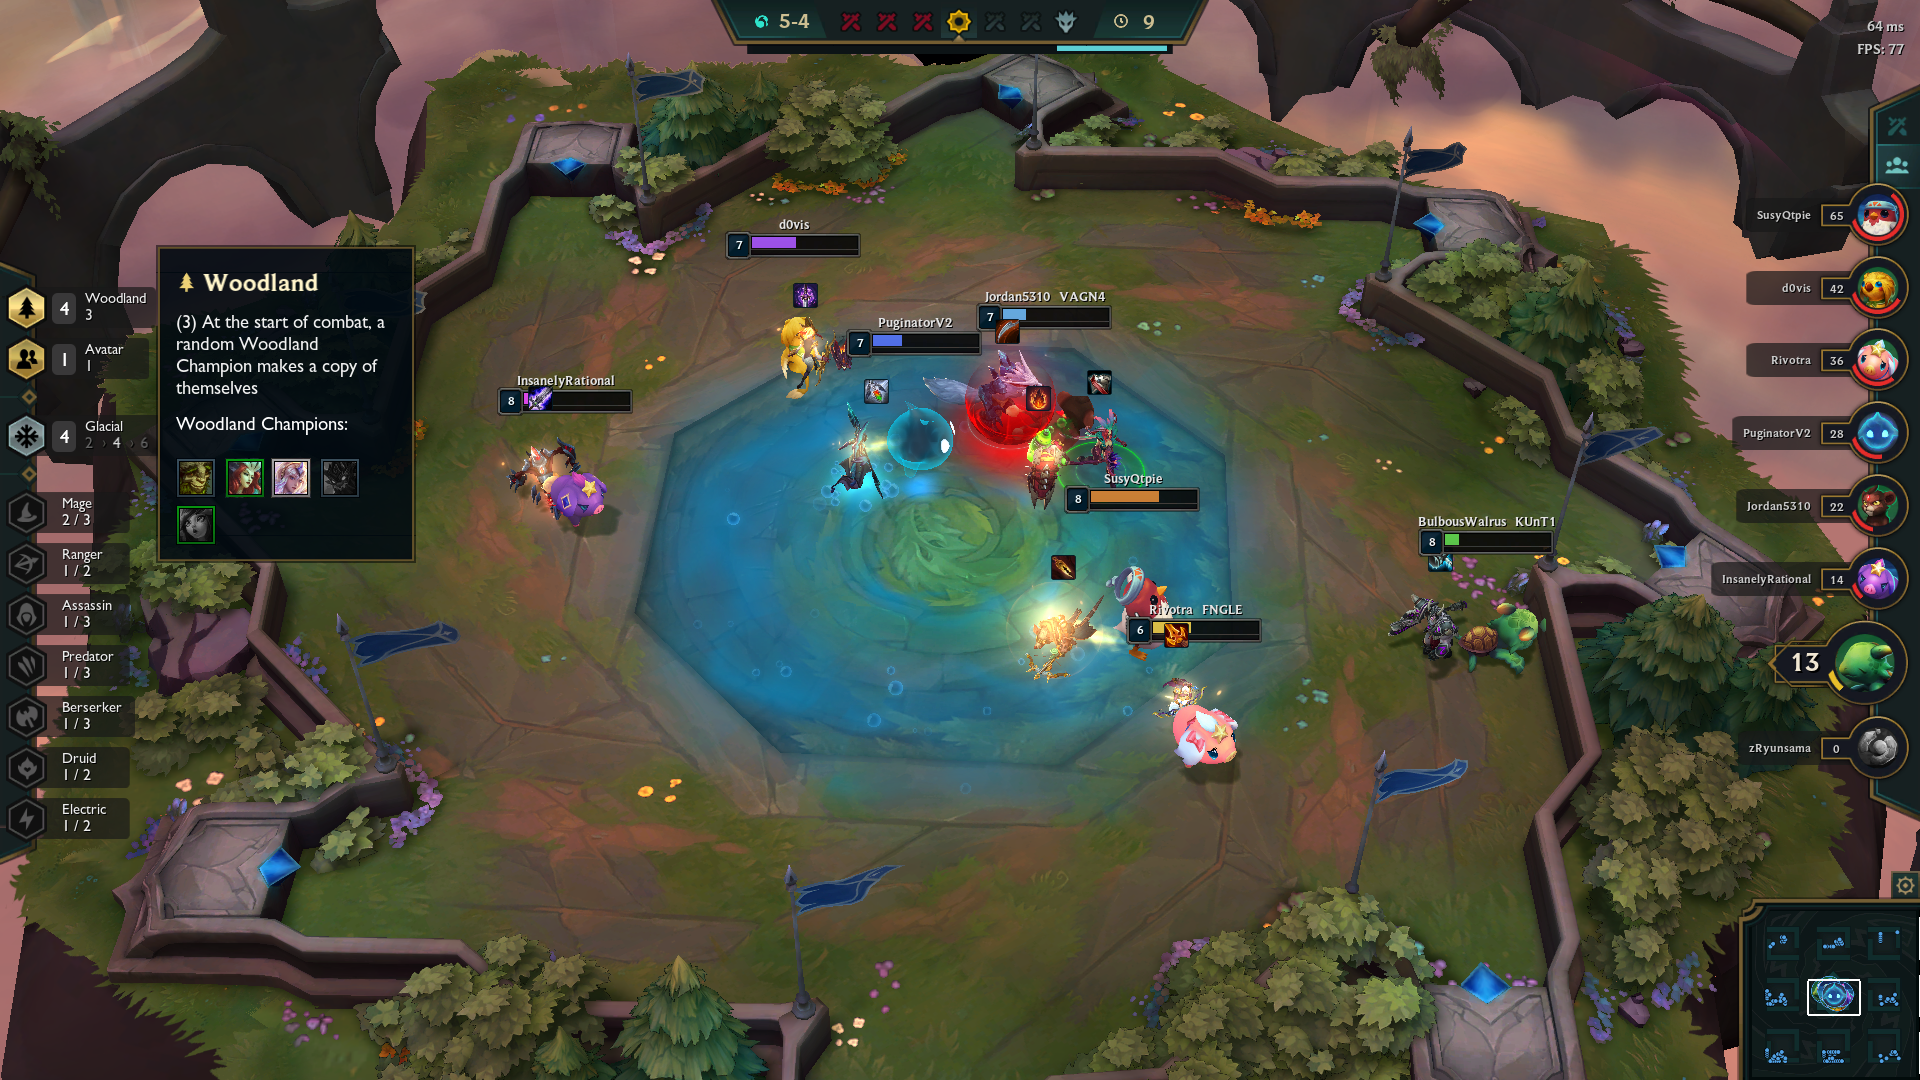 5-4
9
64 ms
FPS: 77
d0vis
7
Jordan5310 VAGN4
7
PuginatorV2
7
InsanelyRational
8
SusyQtpie
8
BulbousWalrus KUnT1
8
Rivotra FNGLE
6
4
Woodland
3
1
Avatar
1
4
Glacial
2 › 4 › 6
Mage
2 / 3
Ranger
1 / 2
Assassin
1 / 3
Predator
1 / 3
Berserker
1 / 3
Druid
1 / 2
Electric
1 / 2
Woodland
(3) At the start of combat, a
random Woodland
Champion makes a copy of
themselves
Woodland Champions:
SusyQtpie 65
d0vis 42
Rivotra 36
PuginatorV2 28
Jordan5310 22
InsanelyRational 14
13
zRyunsama 0